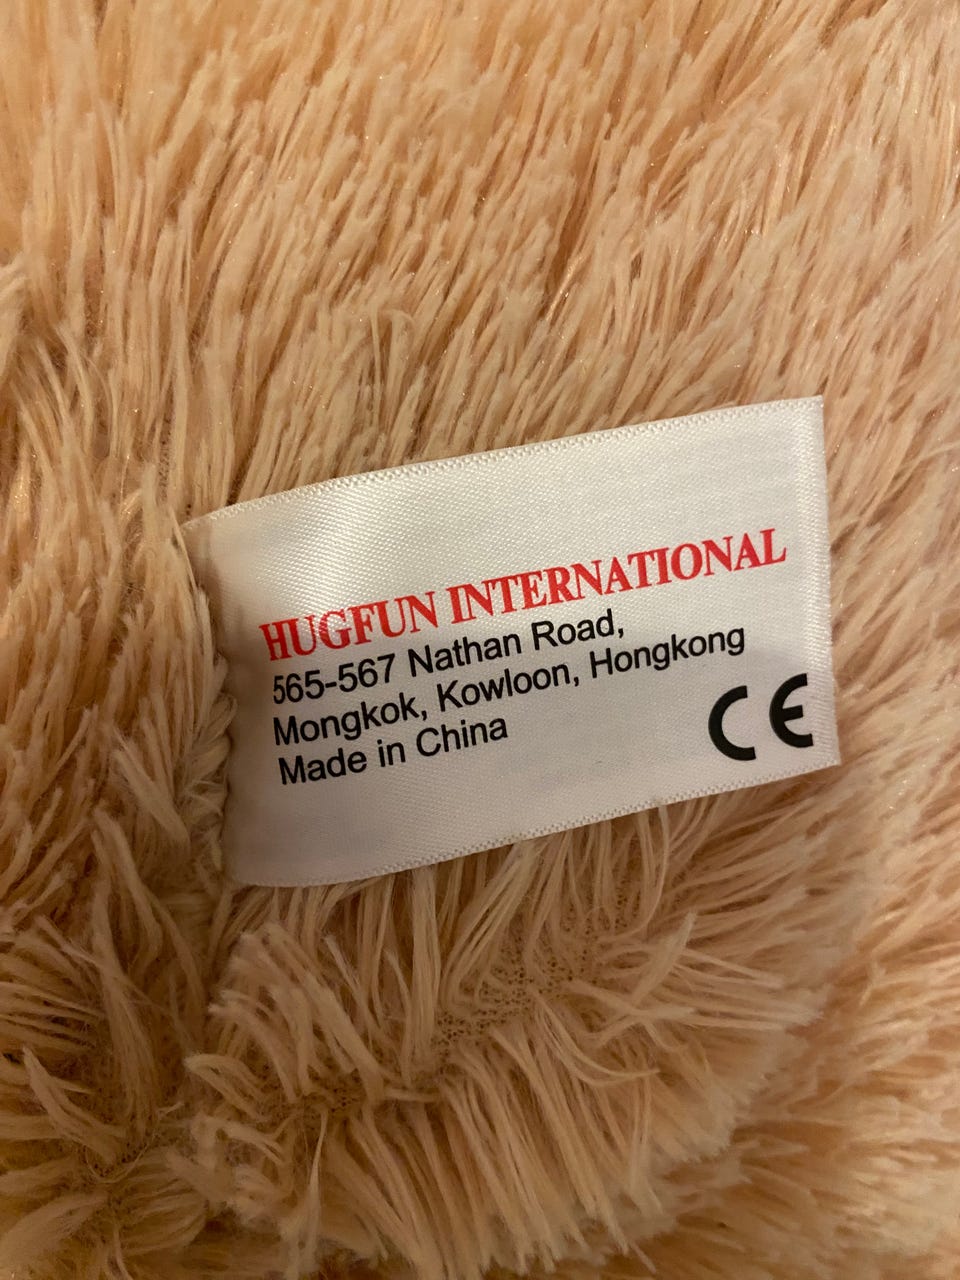 HUGFUN INTERNATIONAL
565-567 Nathan Road,
Mongkok, Kowloon, Hongkong
Made in China
CE